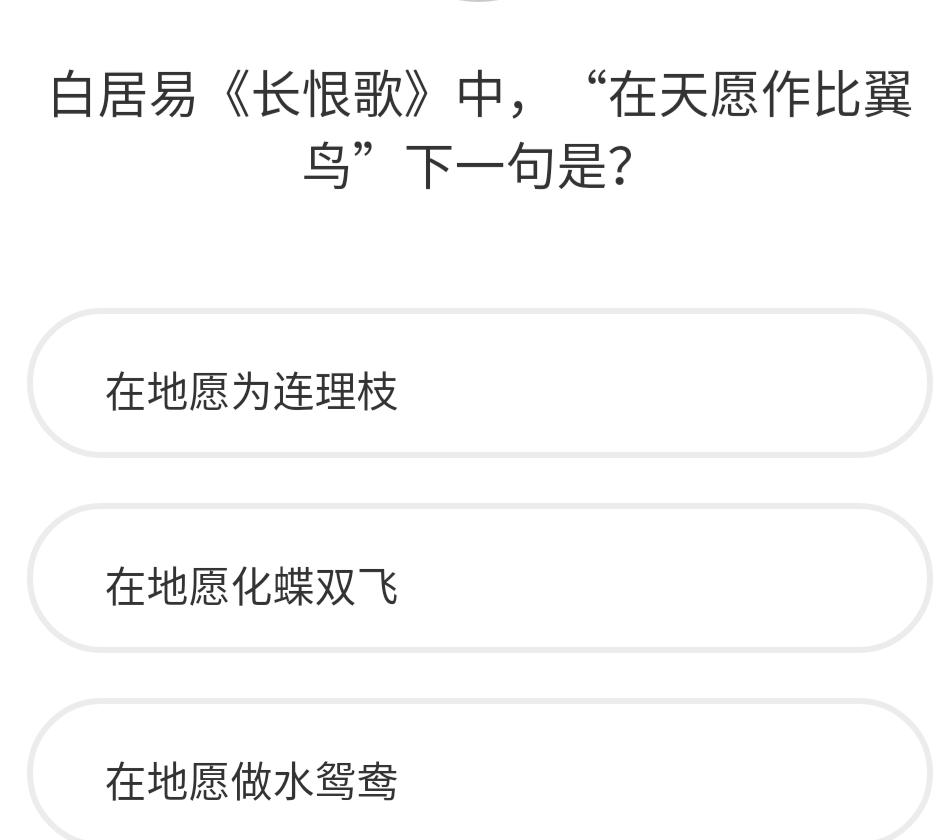 白居易《长恨歌》中，“在天愿作比翼
鸟”下一句是？
在地愿为连理枝
在地愿化蝶双飞
在地愿做水鸳鸯